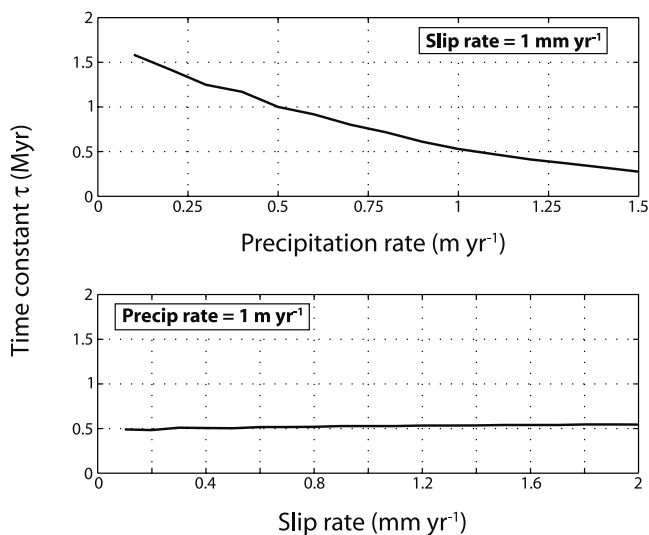 Time constant τ (Myr)
2
1.5
1
0.5
0
Slip rate = 1 mm yr⁻¹
0 0.25 0.5 0.75 1 1.25 1.5
Precipitation rate (m yr⁻¹)
2
1.5
1
0.5
0
Precip rate = 1 m yr⁻¹
0 0.4 0.8 1.2 1.6 2
Slip rate (mm yr⁻¹)